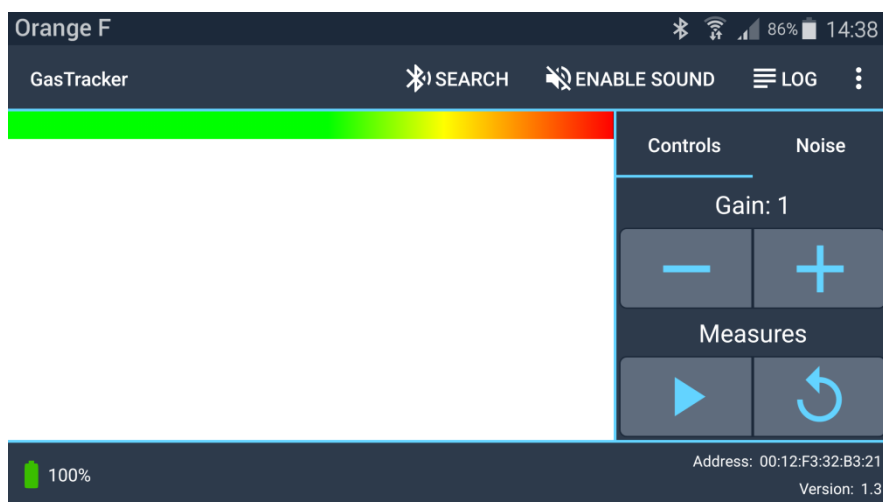 Orange F 86% 14:38
GasTracker SEARCH ENABLE SOUND LOG
Controls Noise
Gain: 1
Measures
100%
Address: 00:12:F3:32:B3:21
Version: 1.3